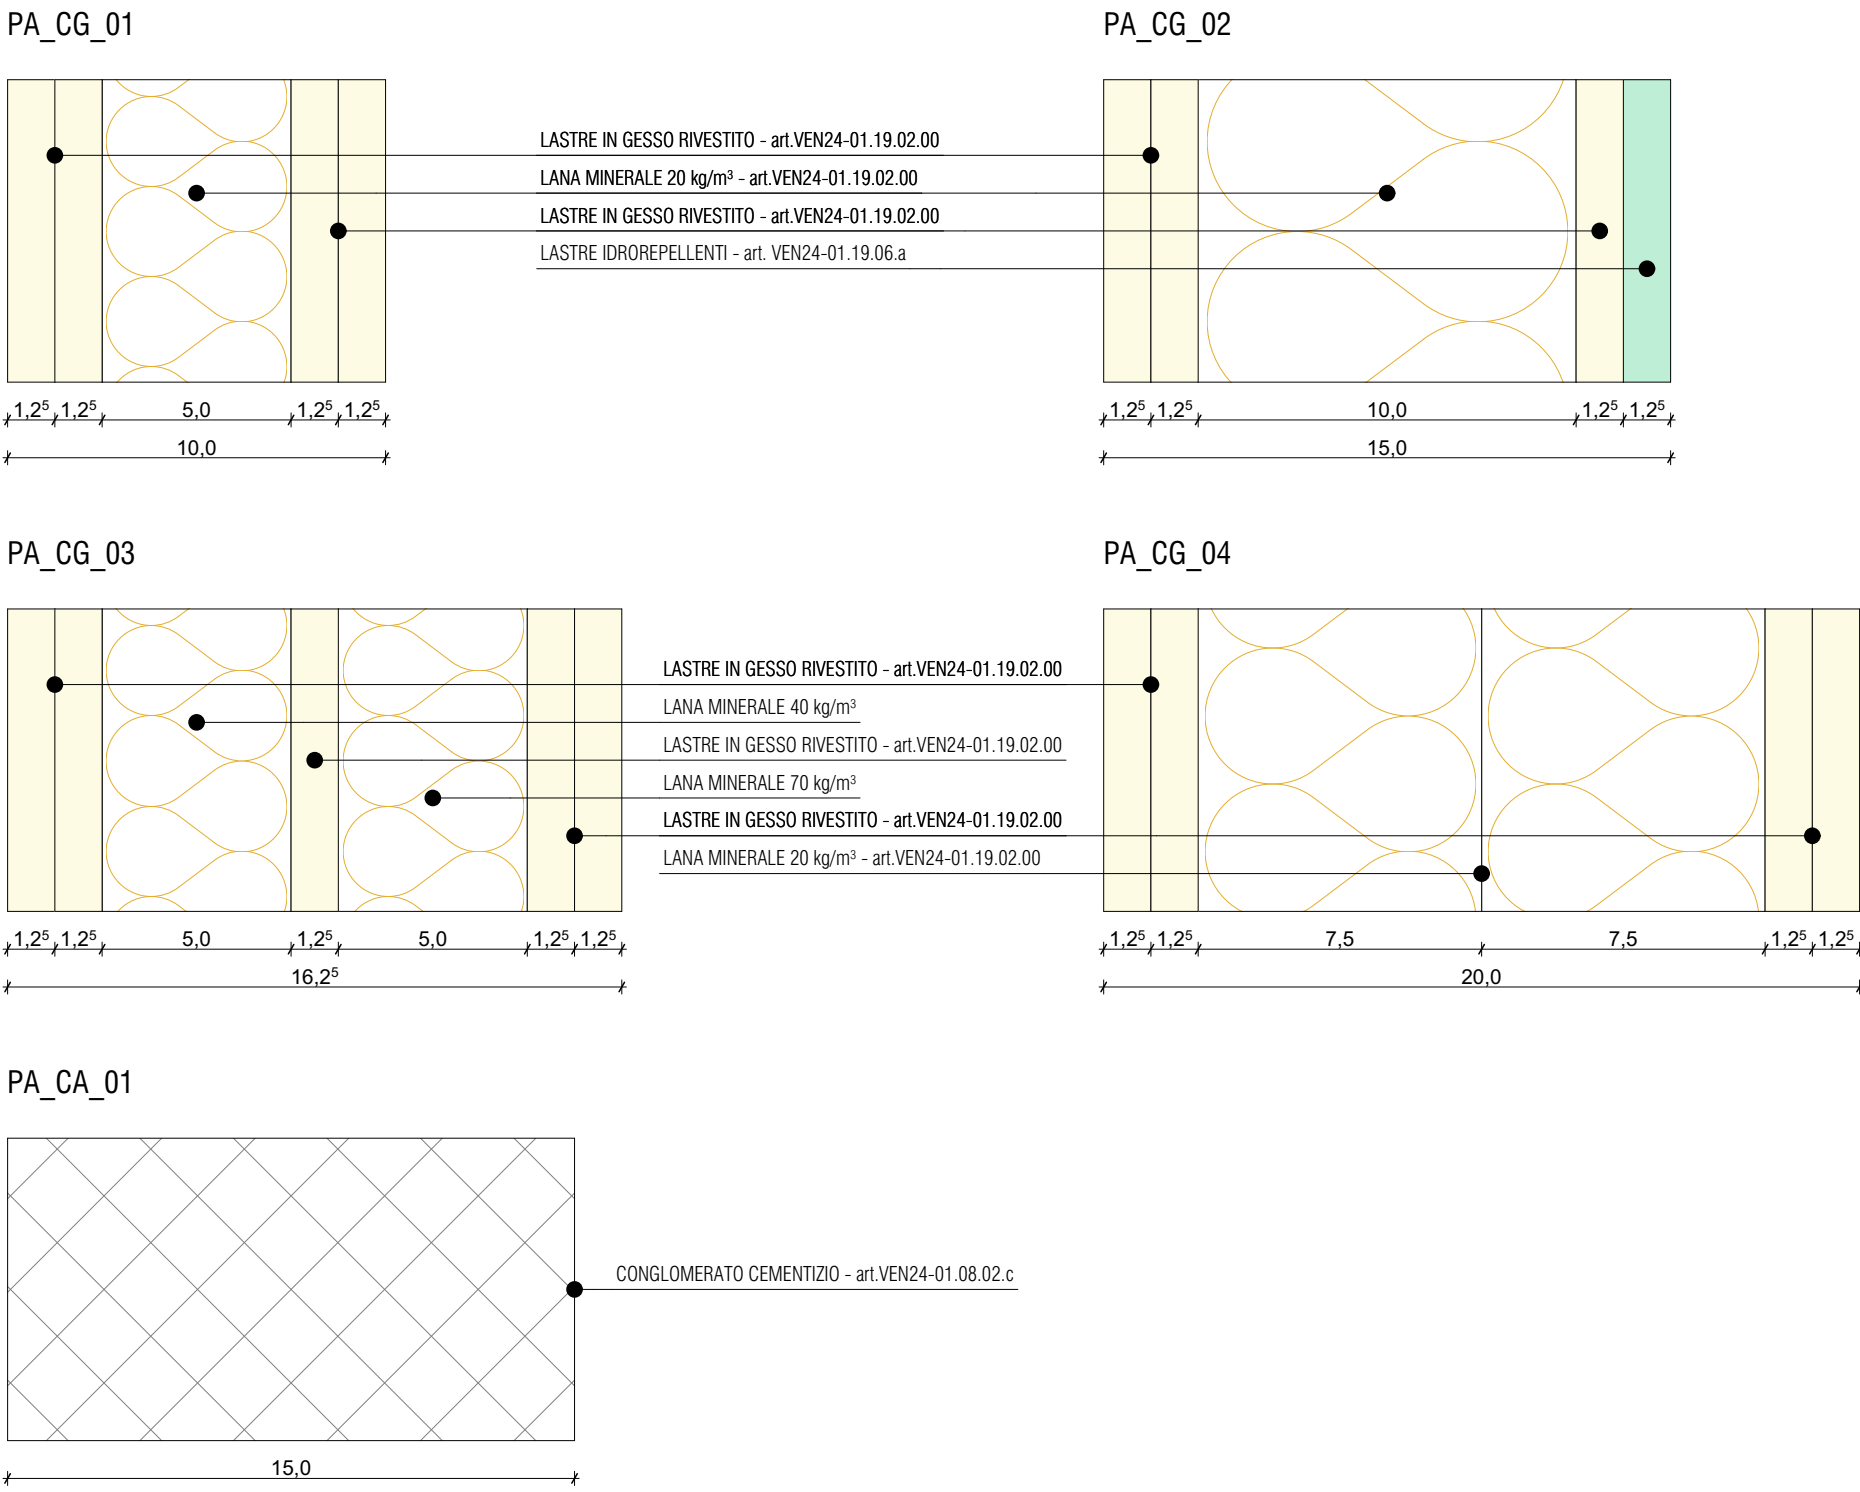 PA_CG_01
PA_CG_02
LASTRE IN GESSO RIVESTITO - art.VEN24-01.19.02.00
LANA MINERALE 20 kg/m³ - art.VEN24-01.19.02.00
LASTRE IN GESSO RIVESTITO - art.VEN24-01.19.02.00
LASTRE IDROREPELLENTI - art. VEN24-01.19.06.a
1,2⁵ 1,2⁵ 5,0 1,2⁵ 1,2⁵
10,0
1,2⁵ 1,2⁵ 10,0 1,2⁵ 1,2⁵
15,0
PA_CG_03
PA_CG_04
LASTRE IN GESSO RIVESTITO - art.VEN24-01.19.02.00
LANA MINERALE 40 kg/m³
LASTRE IN GESSO RIVESTITO - art.VEN24-01.19.02.00
LANA MINERALE 70 kg/m³
LASTRE IN GESSO RIVESTITO - art.VEN24-01.19.02.00
LANA MINERALE 20 kg/m³ - art.VEN24-01.19.02.00
1,2⁵ 1,2⁵ 5,0 1,2⁵ 5,0 1,2⁵ 1,2⁵
16,2⁵
1,2⁵ 1,2⁵ 7,5 7,5 1,2⁵ 1,2⁵
20,0
PA_CA_01
CONGLOMERATO CEMENTIZIO - art.VEN24-01.08.02.c
15,0